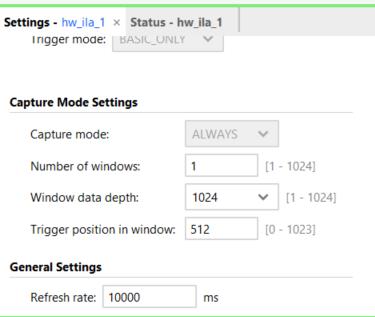 Settings - hw_ila_1 × Status - hw_ila_1
Trigger mode: BASIC_ONLY
Capture Mode Settings
Capture mode: ALWAYS
Number of windows: 1 [1 - 1024]
Window data depth: 1024 [1 - 1024]
Trigger position in window: 512 [0 - 1023]
General Settings
Refresh rate: 10000 ms